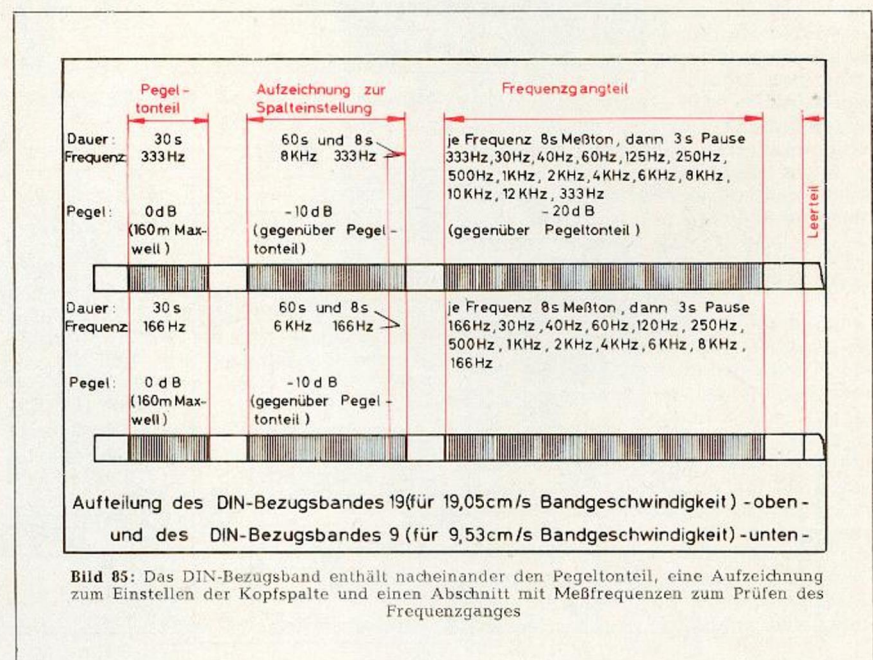 Pegel-
tonteil
Aufzeichnung zur
Spalteinstellung
Frequenzgangteil
Dauer: 30s 60s und 8s je Frequenz 8s Meßton, dann 3s Pause
Frequenz 333Hz 8KHz 333Hz 333Hz,30Hz,40Hz,60Hz,125Hz,250Hz,
500Hz,1KHz,2KHz,4KHz,6KHz,8KHz,
10KHz,12KHz,333Hz
Pegel: 0dB -10dB -20dB
(160m Max- (gegenüber Pegel- (gegenüber Pegeltonteil)
well) tonteil)
Leerteil
Dauer: 30s 60s und 8s je Frequenz 8s Meßton, dann 3s Pause
Frequenz 166Hz 6KHz 166Hz 166Hz,30Hz,40Hz,60Hz,120Hz,250Hz,
500Hz,1KHz,2KHz,4KHz,6KHz,8KHz,
166Hz
Pegel: 0dB -10dB
(160m Max- (gegenüber Pegel-
well) tonteil)
Aufteilung des DIN-Bezugsbandes 19(für 19,05cm/s Bandgeschwindigkeit) -oben-
und des DIN-Bezugsbandes 9 (für 9,53cm/s Bandgeschwindigkeit) -unten-
Bild 85: Das DIN-Bezugsband enthält nacheinander den Pegeltonteil, eine Aufzeichnung
zum Einstellen der Kopfspalte und einen Abschnitt mit Meßfrequenzen zum Prüfen des
Frequenzganges